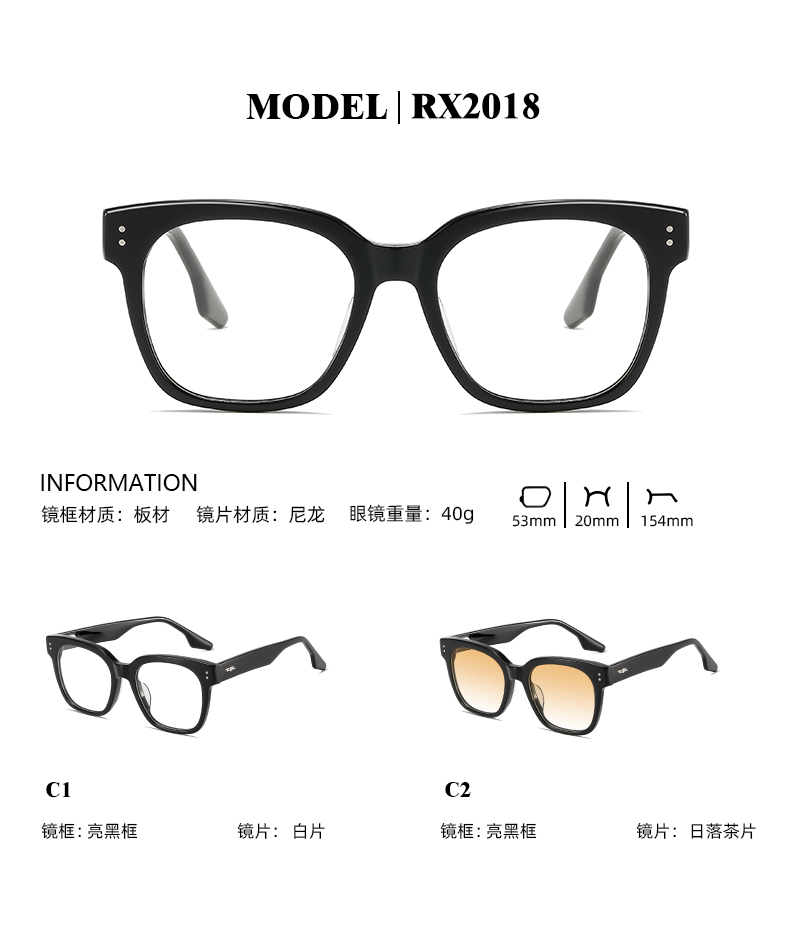 MODEL | RX2018
INFORMATION
镜框材质：板材 镜片材质：尼龙 眼镜重量：40g
53mm 20mm 154mm
C1 C2
镜框：亮黑框 镜片： 白片 镜框：亮黑框 镜片： 日落茶片